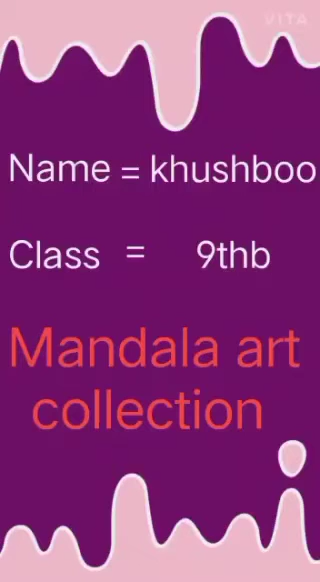 VITA
Name = khushboo
Class = 9thb
Mandala art
collection